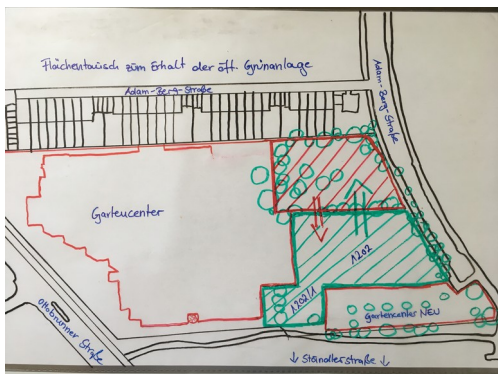 Flächentausch zum Erhalt der öff. Grünanlage
Adam-Berg-Straße
Adam-Berg-Straße
Gartencenter
1202
1202/1
Gartencenter NEU
Ottobrunner Straße
↓ Steinallerstraße ↓